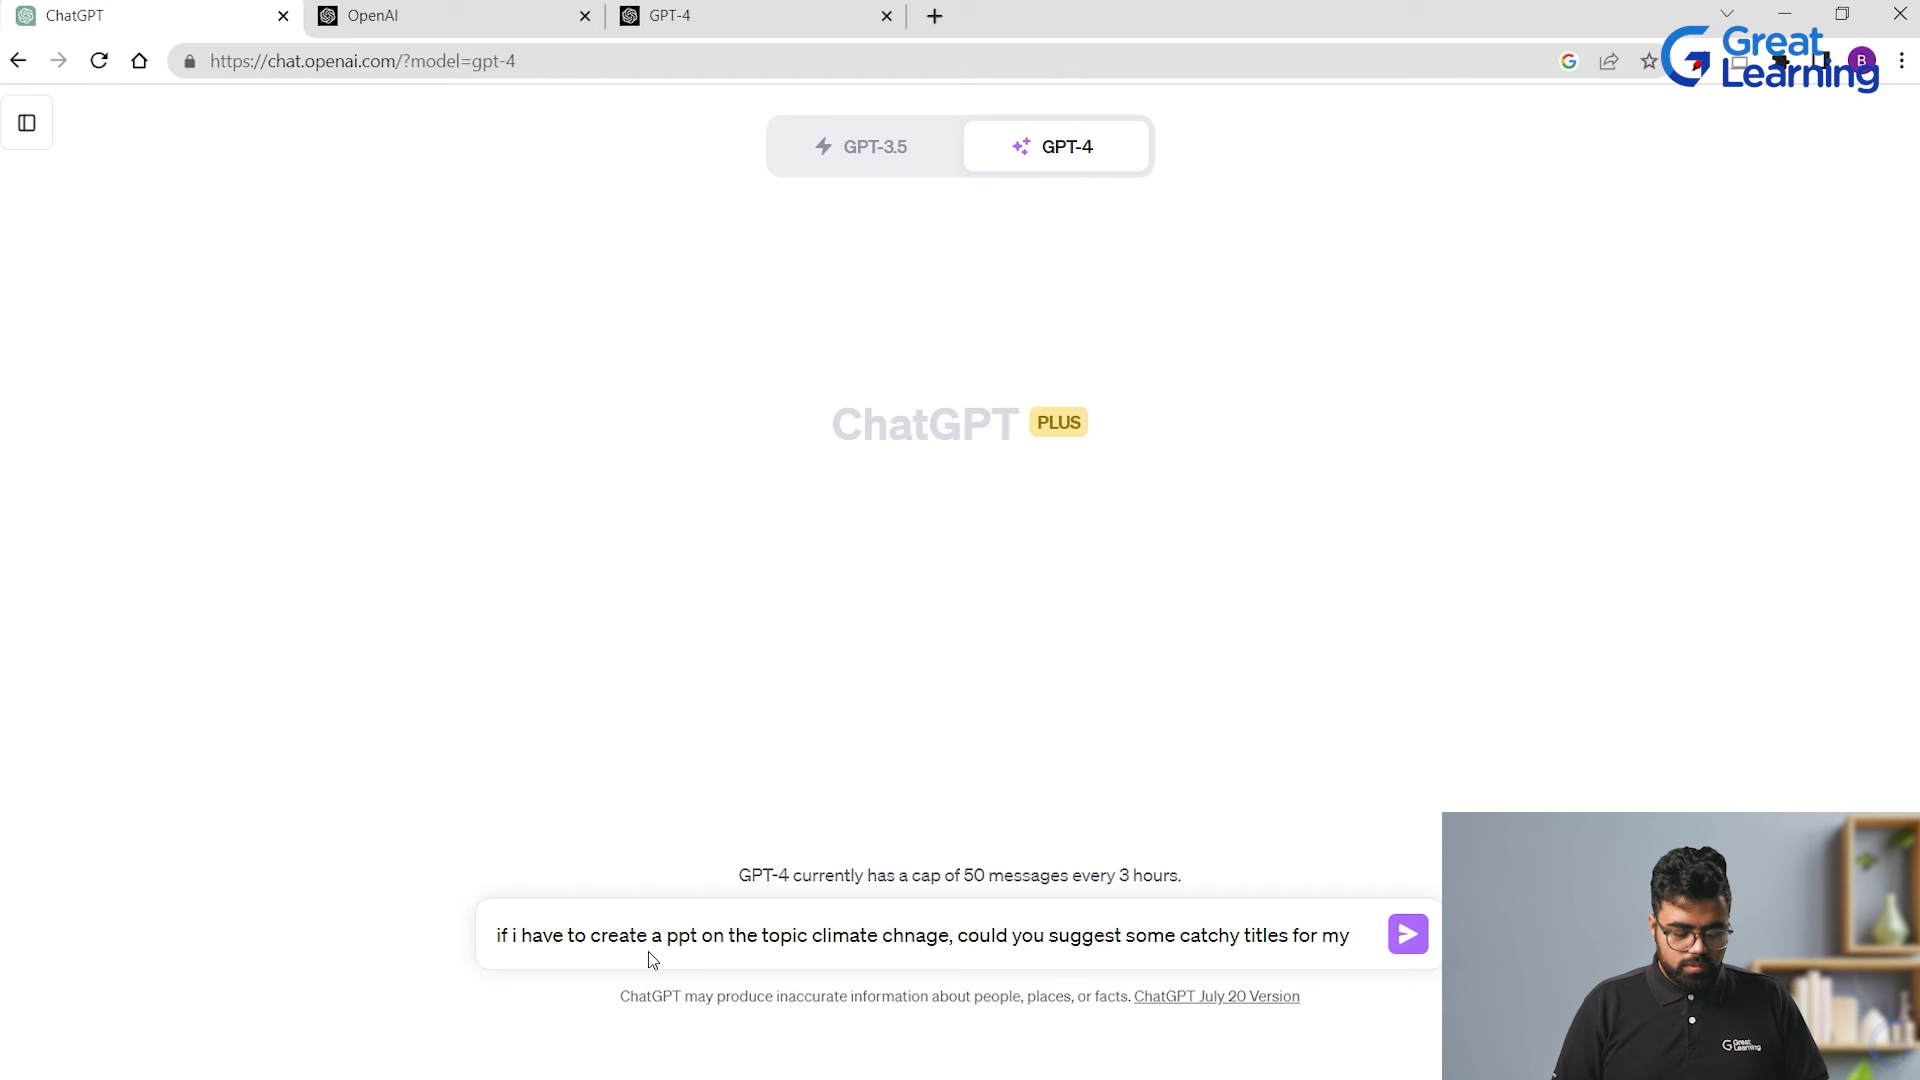 ChatGPT
OpenAI
GPT-4
https://chat.openai.com/?model=gpt-4
B
Great
Learning
GPT-3.5
GPT-4
ChatGPT PLUS
GPT-4 currently has a cap of 50 messages every 3 hours.
if i have to create a ppt on the topic climate chnage, could you suggest some catchy titles for my
ChatGPT may produce inaccurate information about people, places, or facts. ChatGPT July 20 Version
Great
Learning